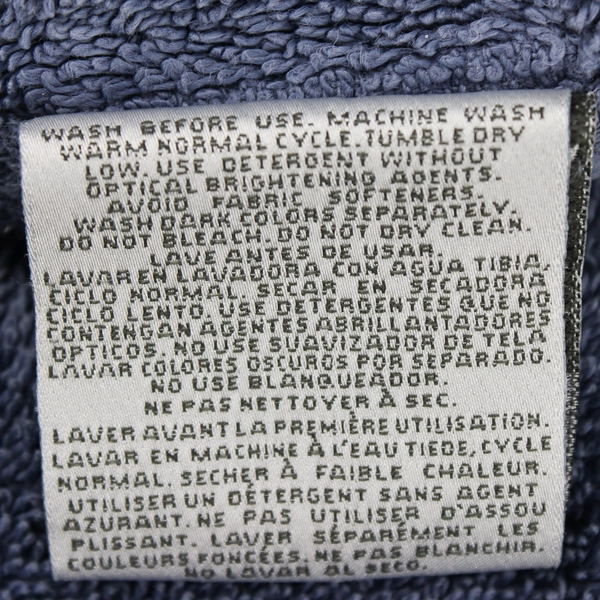 WASH BEFORE USE. MACHINE WASH
WARM NORMAL CYCLE. TUMBLE DRY
LOW. USE DETERGENT WITHOUT
OPTICAL BRIGHTENING AGENTS.
AVOID FABRIC SOFTENERS.
WASH DARK COLORS SEPARATELY.
DO NOT BLEACH. DO NOT DRY CLEAN.
LAVE ANTES DE USAR.
LAVAR EN LAVADORA CON AGUA TIBIA,
CICLO NORMAL. SECAR EN SECADORA
CICLO LENTO. USE DETERGENTES QUE NO
CONTENGAN AGENTES ABRILLANTADORES
OPTICOS. NO USE SUAVIZADOR DE TELA
LAVAR COLORES OSCUROS POR SEPARADO.
NO USE BLANQUEADOR.
NE PAS NETTOYER À SEC.
LAVER AVANT LA PREMIÈRE UTILISATION.
LAVAR EN MACHINE À L'EAU TIEDE, CYCLE
NORMAL. SECHER À FAIBLE CHALEUR.
UTILISER UN DÉTERGENT SANS AGENT
AZURANT. NE PAS UTILISER D'ASSOU
PLISSANT. LAVER SÉPARÉMENT LES
COULEURS FONCÉES. NE PAS BLANCHIR.
NO LAVAR AL SECO.